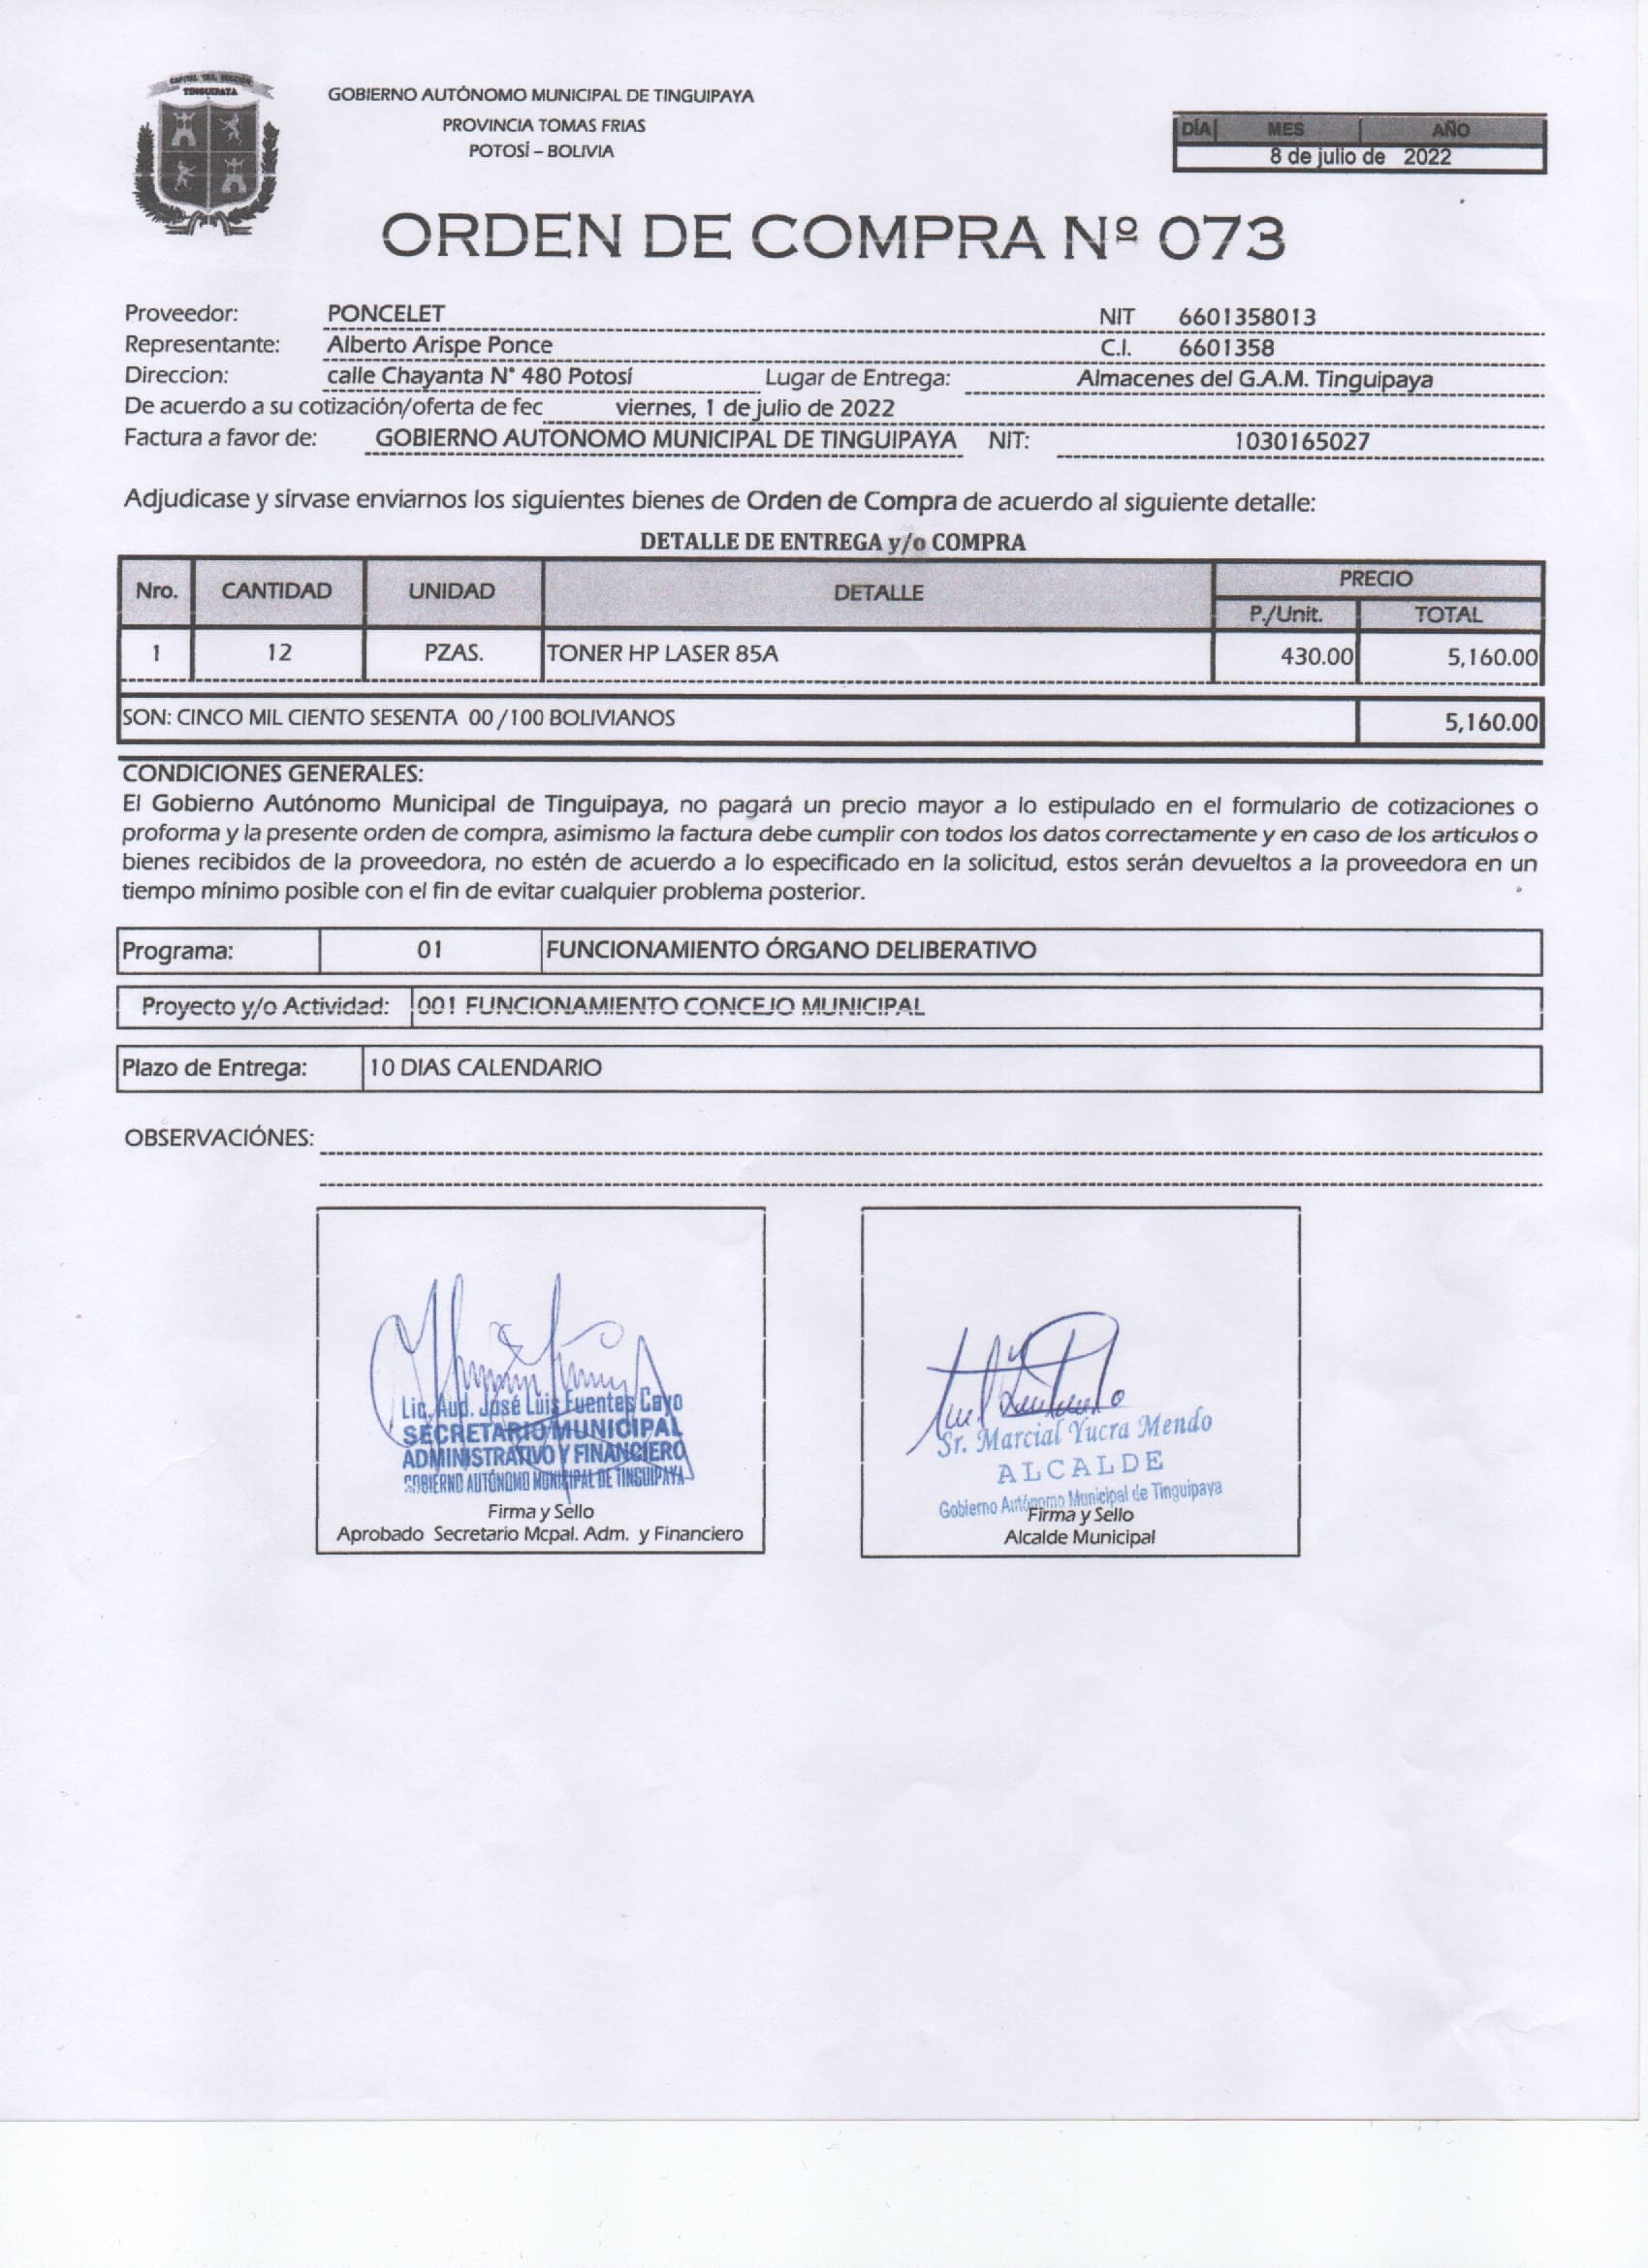 CAPITAL 3RA. SECCIÓN
TINGUIPAYA
GOBIERNO AUTÓNOMO MUNICIPAL DE TINGUIPAYA
PROVINCIA TOMAS FRIAS
POTOSÍ – BOLIVIA
DÍA MES AÑO
8 de julio de 2022
ORDEN DE COMPRA Nº 073
Proveedor: PONCELET NIT 6601358013
Representante: Alberto Arispe Ponce C.I. 6601358
Direccion: calle Chayanta N° 480 Potosí Lugar de Entrega: Almacenes del G.A.M. Tinguipaya
De acuerdo a su cotización/oferta de fec viernes, 1 de julio de 2022
Factura a favor de: GOBIERNO AUTONOMO MUNICIPAL DE TINGUIPAYA NIT: 1030165027
Adjudicase y sírvase enviarnos los siguientes bienes de Orden de Compra de acuerdo al siguiente detalle:
DETALLE DE ENTREGA y/o COMPRA
Nro. CANTIDAD UNIDAD DETALLE PRECIO
P./Unit. TOTAL
1 12 PZAS. TONER HP LASER 85A 430.00 5,160.00
SON: CINCO MIL CIENTO SESENTA 00/100 BOLIVIANOS 5,160.00
CONDICIONES GENERALES:
El Gobierno Autónomo Municipal de Tinguipaya, no pagará un precio mayor a lo estipulado en el formulario de cotizaciones o
proforma y la presente orden de compra, asimismo la factura debe cumplir con todos los datos correctamente y en caso de los artículos o
bienes recibidos de la proveedora, no estén de acuerdo a lo especificado en la solicitud, estos serán devueltos a la proveedora en un
tiempo mínimo posible con el fin de evitar cualquier problema posterior.
Programa: 01 FUNCIONAMIENTO ÓRGANO DELIBERATIVO
Proyecto y/o Actividad: 001 FUNCIONAMIENTO CONCEJO MUNICIPAL
Plazo de Entrega: 10 DIAS CALENDARIO
OBSERVACIÓNES:
Lic. Aud. José Luis Fuentes Cayo
SECRETARIO MUNICIPAL
ADMINISTRATIVO Y FINANCIERO
GOBIERNO AUTÓNOMO MUNICIPAL DE TINGUIPAYA
Firma y Sello
Aprobado Secretario Mcpal. Adm. y Financiero
Sr. Marcial Yucra Mendo
ALCALDE
Gobierno Autónomo Municipal de Tinguipaya
Firma y Sello
Alcalde Municipal